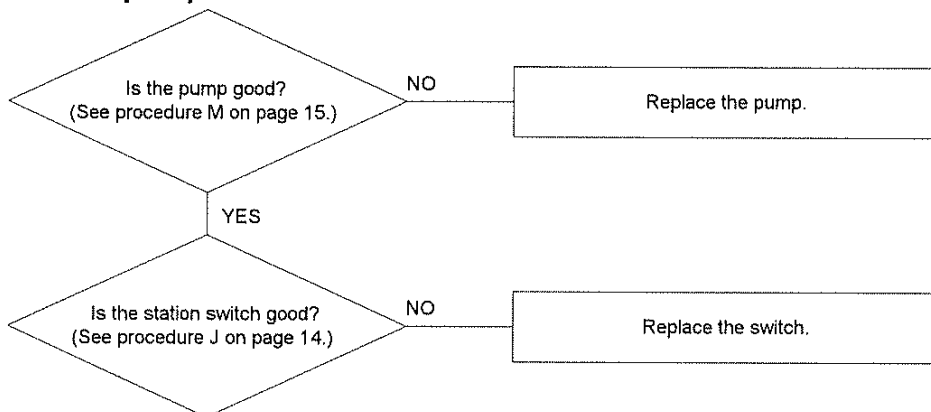 Is the pump good?
(See procedure M on page 15.)
NO
Replace the pump.
YES
Is the station switch good?
(See procedure J on page 14.)
NO
Replace the switch.